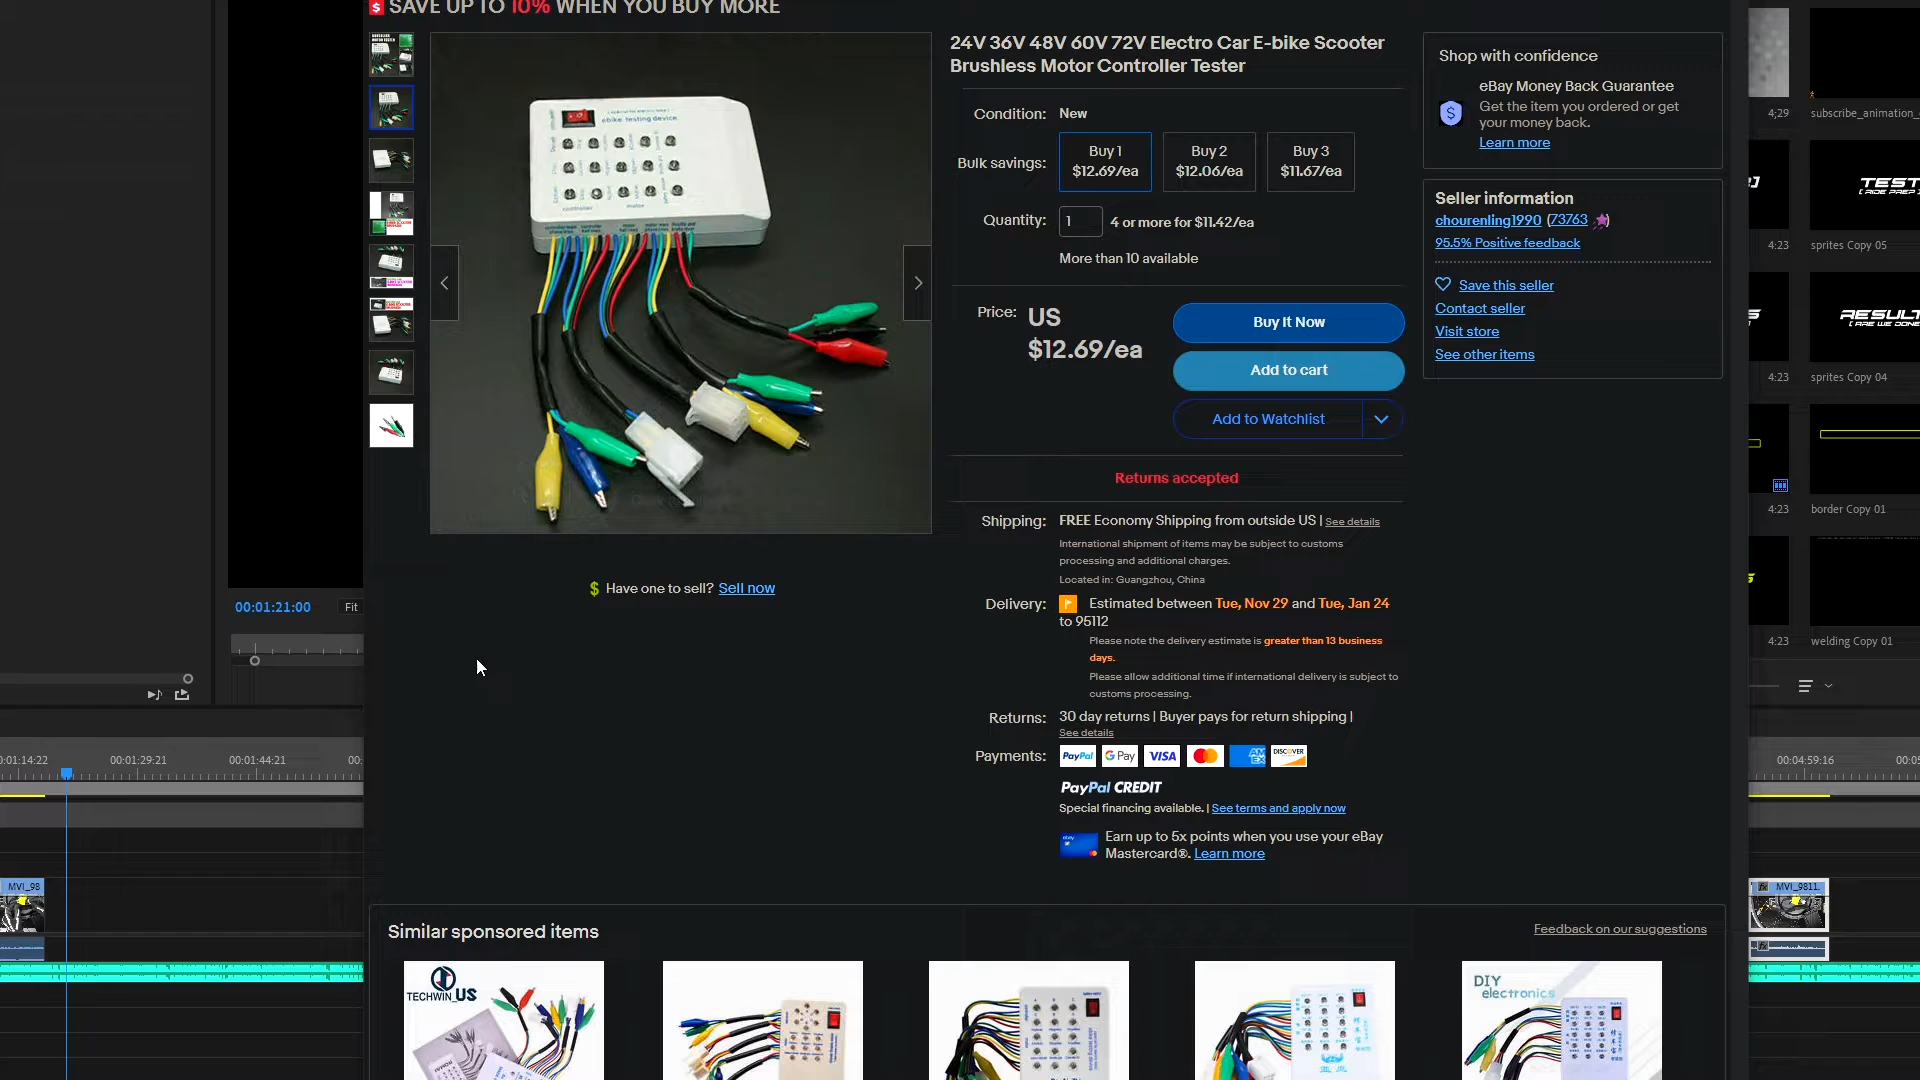 SAVE UP TO 10% WHEN YOU BUY MORE
24V 36V 48V 60V 72V Electro Car E-bike Scooter
Brushless Motor Controller Tester
Condition: New
Bulk savings:
Buy 1
$12.69/ea
Buy 2
$12.06/ea
Buy 3
$11.67/ea
Quantity: 1 4 or more for $11.42/ea
More than 10 available
Price: US
$12.69/ea
Buy It Now
Add to cart
Add to Watchlist
Returns accepted
Shipping: FREE Economy Shipping from outside US | See details
International shipment of items may be subject to customs
processing and additional charges.
Located in: Guangzhou, China
Delivery: Estimated between Tue, Nov 29 and Tue, Jan 24
to 95112
Please note the delivery estimate is greater than 13 business
days.
Please allow additional time if international delivery is subject to
customs processing.
Returns: 30 day returns | Buyer pays for return shipping |
See details
Payments: PayPal G Pay VISA DISCOVER
PayPal CREDIT
Special financing available. | See terms and apply now
Earn up to 5x points when you use your eBay
Mastercard®. Learn more
Shop with confidence
eBay Money Back Guarantee
Get the item you ordered or get
your money back.
Learn more
Seller information
chourenling1990 (73763)
95.5% Positive feedback
Save this seller
Contact seller
Visit store
See other items
ebike testing device
controller
motor
Have one to sell? Sell now
Similar sponsored items
Feedback on our suggestions
TECHWIN US
DIY
electronics
00:01:21:00
Fit
0:01:14:22
00:01:29:21
00:01:44:21
00:
MVI_98
4;29
subscribe_animation_
TEST
4:23
sprites Copy 05
RESULT
4:23
sprites Copy 04
4:23
border Copy 01
4:23
welding Copy 01
00:04:59:16
00:05
MVI_9811.